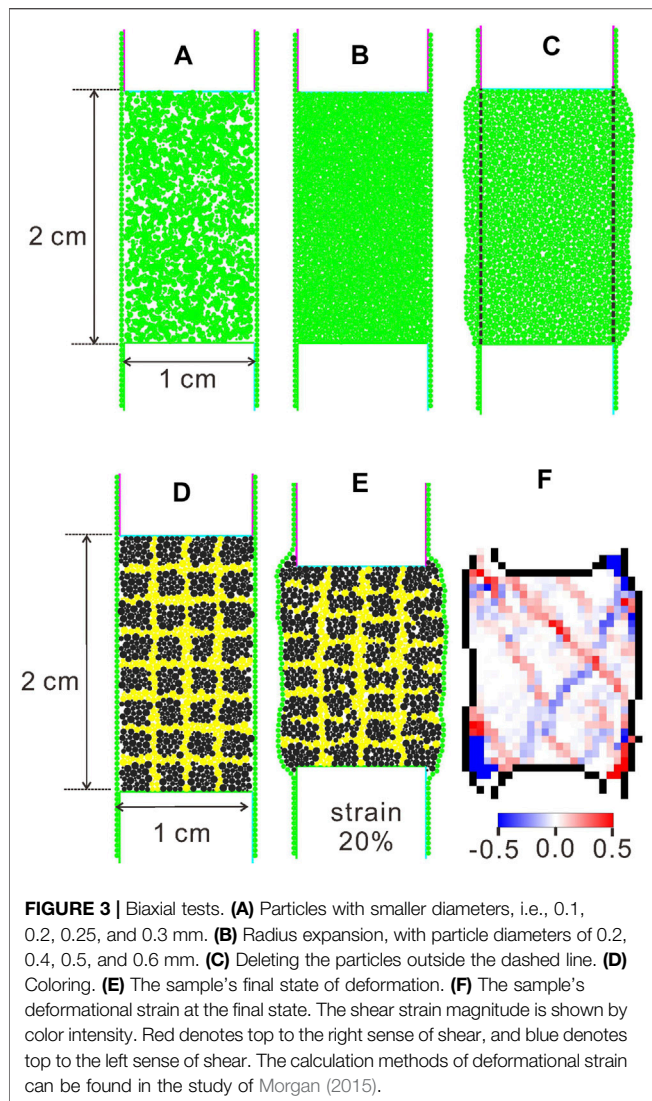 A
B
C
2 cm
1 cm
D
E
F
2 cm
1 cm
strain
20%
-0.5 0.0 0.5
FIGURE 3 | Biaxial tests. (A) Particles with smaller diameters, i.e., 0.1,
0.2, 0.25, and 0.3 mm. (B) Radius expansion, with particle diameters of 0.2,
0.4, 0.5, and 0.6 mm. (C) Deleting the particles outside the dashed line. (D)
Coloring. (E) The sample's final state of deformation. (F) The sample's
deformational strain at the final state. The shear strain magnitude is shown by
color intensity. Red denotes top to the right sense of shear, and blue denotes
top to the left sense of shear. The calculation methods of deformational strain
can be found in the study of Morgan (2015).